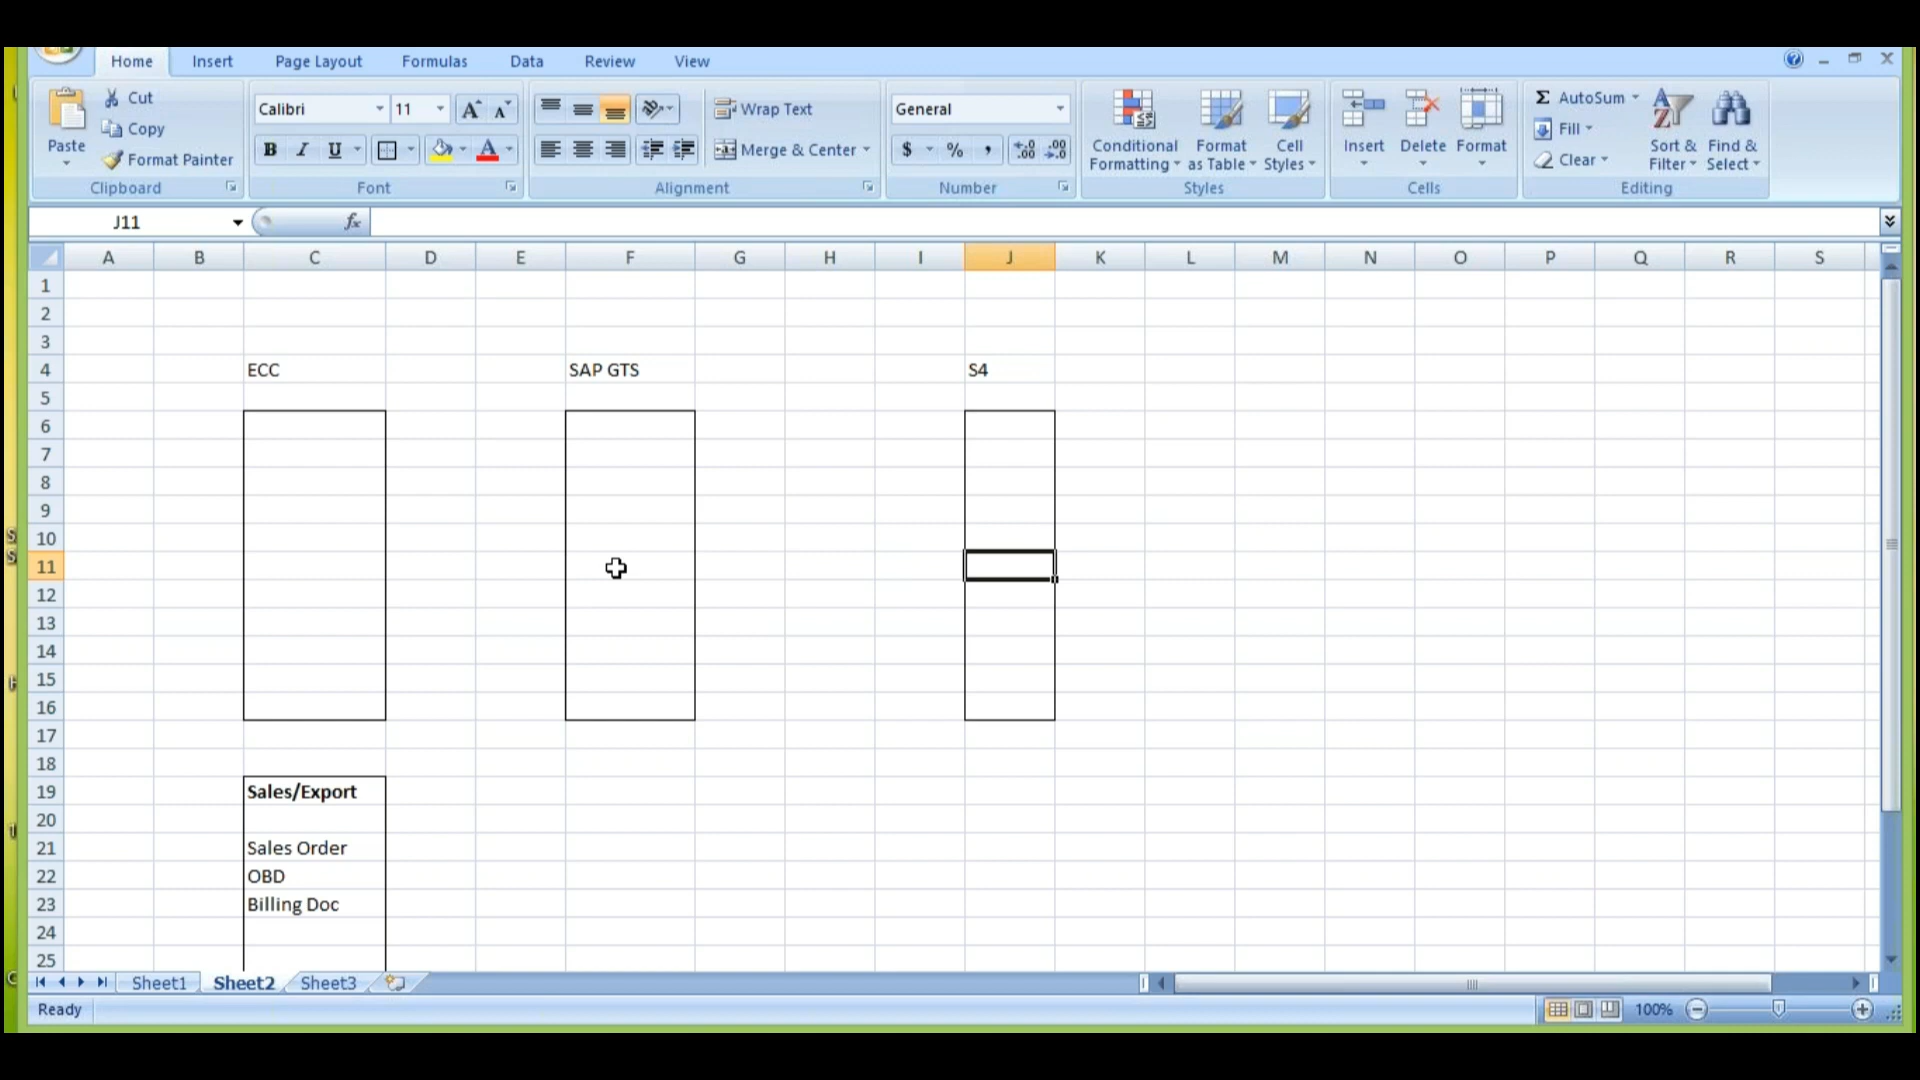 Home Insert Page Layout Formulas Data Review View
Paste
Cut
Copy
Format Painter
Clipboard
Calibri 11
B I U
Font
Wrap Text
Merge & Center
Alignment
General
$ % ,
Number
Conditional Formatting
Format as Table
Cell Styles
Styles
Insert
Delete
Format
Cells
Σ AutoSum
Fill
Clear
Sort & Filter
Find & Select
Editing
J11 fx
A B C D E F G H I J K L M N O P Q R S
1
2
3
4 ECC SAP GTS S4
5
6
7
8
9
10
11
12
13
14
15
16
17
18
19 Sales/Export
20
21 Sales Order
22 OBD
23 Billing Doc
24
25
Sheet1 Sheet2 Sheet3
Ready 100%